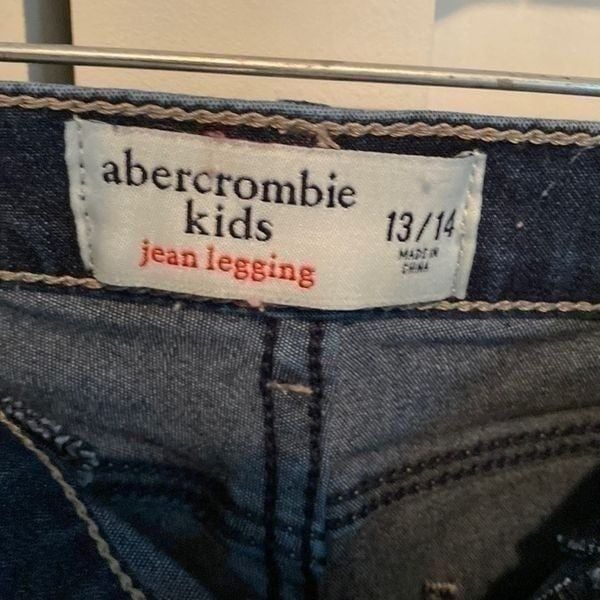 abercrombie
kids
jean legging
13/14
MADE IN
CHINA